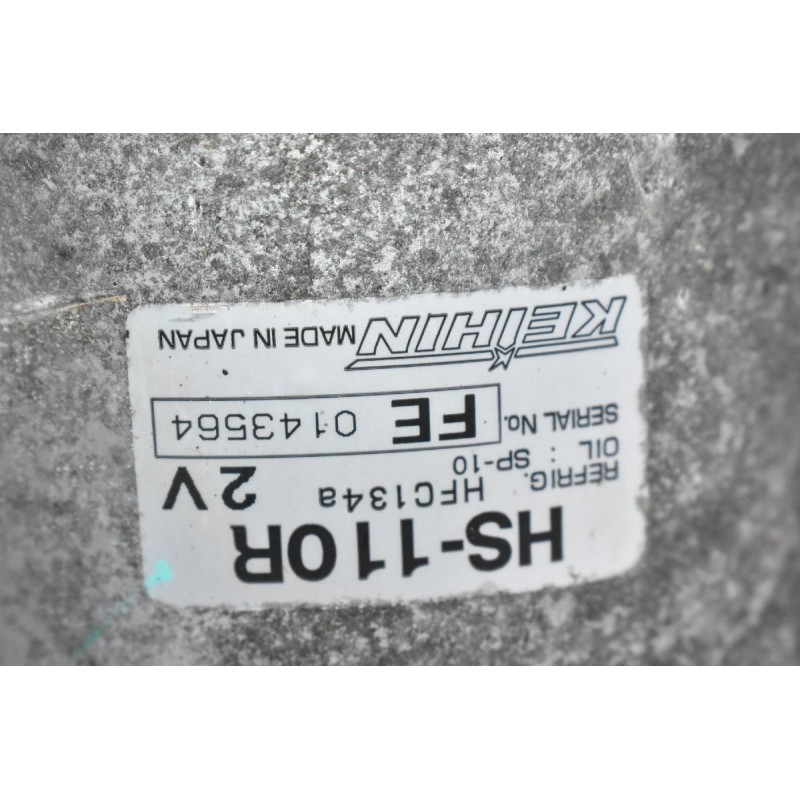 HS-110R
REFRIG. HFC134a 2V
OIL : SP-10
SERIAL No. FE 0143564
KEIHIN MADE IN JAPAN